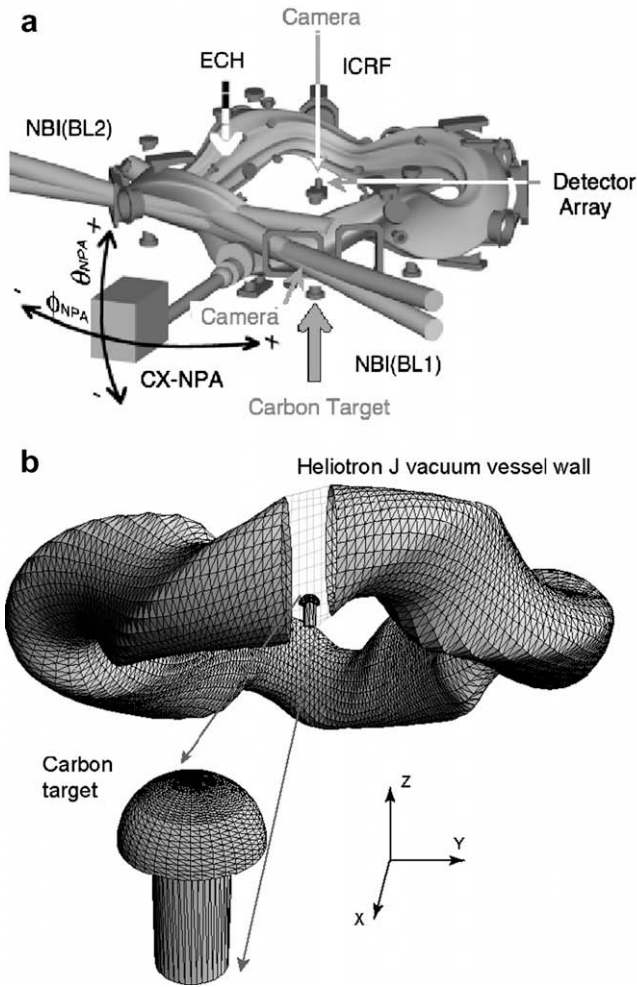 a
Camera
ECH
ICRF
NBI(BL2)
Detector
Array
+
θNPA
-
ϕNPA
Camera
+
CX-NPA
-
NBI(BL1)
Carbon Target
b
Heliotron J vacuum vessel wall
Carbon
target
Z
Y
X